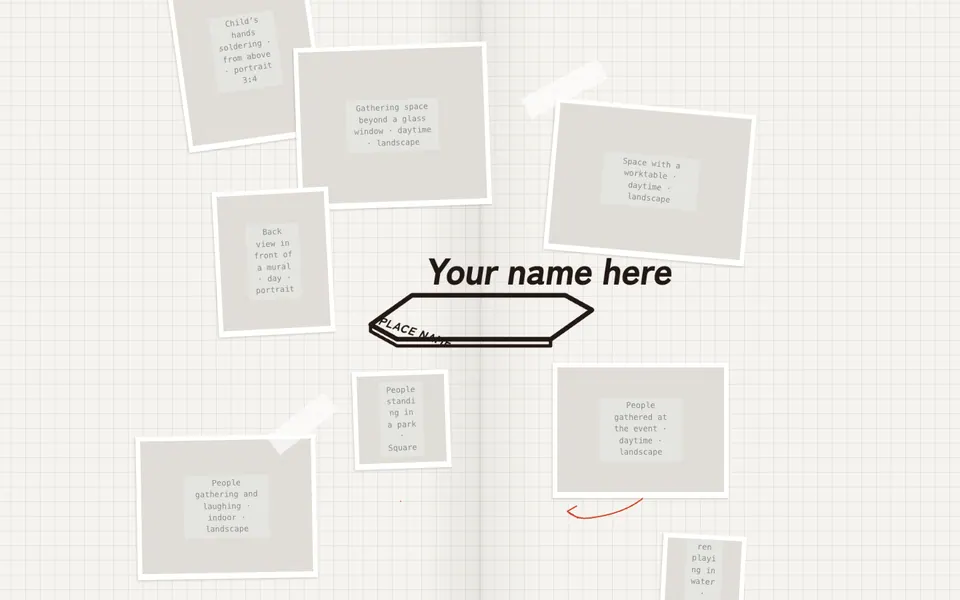 Child's
hands
soldering ·
from above
· portrait
3:4
Gathering space
beyond a glass
window · daytime
· landscape
Space with a
worktable ·
daytime ·
landscape
Back
view in
front of
a mural
· day ·
portrait
Your name here
PLACE NAME
People
standi
ng in
a park
·
Square
People
gathered at
the event ·
daytime ·
landscape
People
gathering and
laughing ·
indoor ·
landscape
ren
playi
ng in
water
·